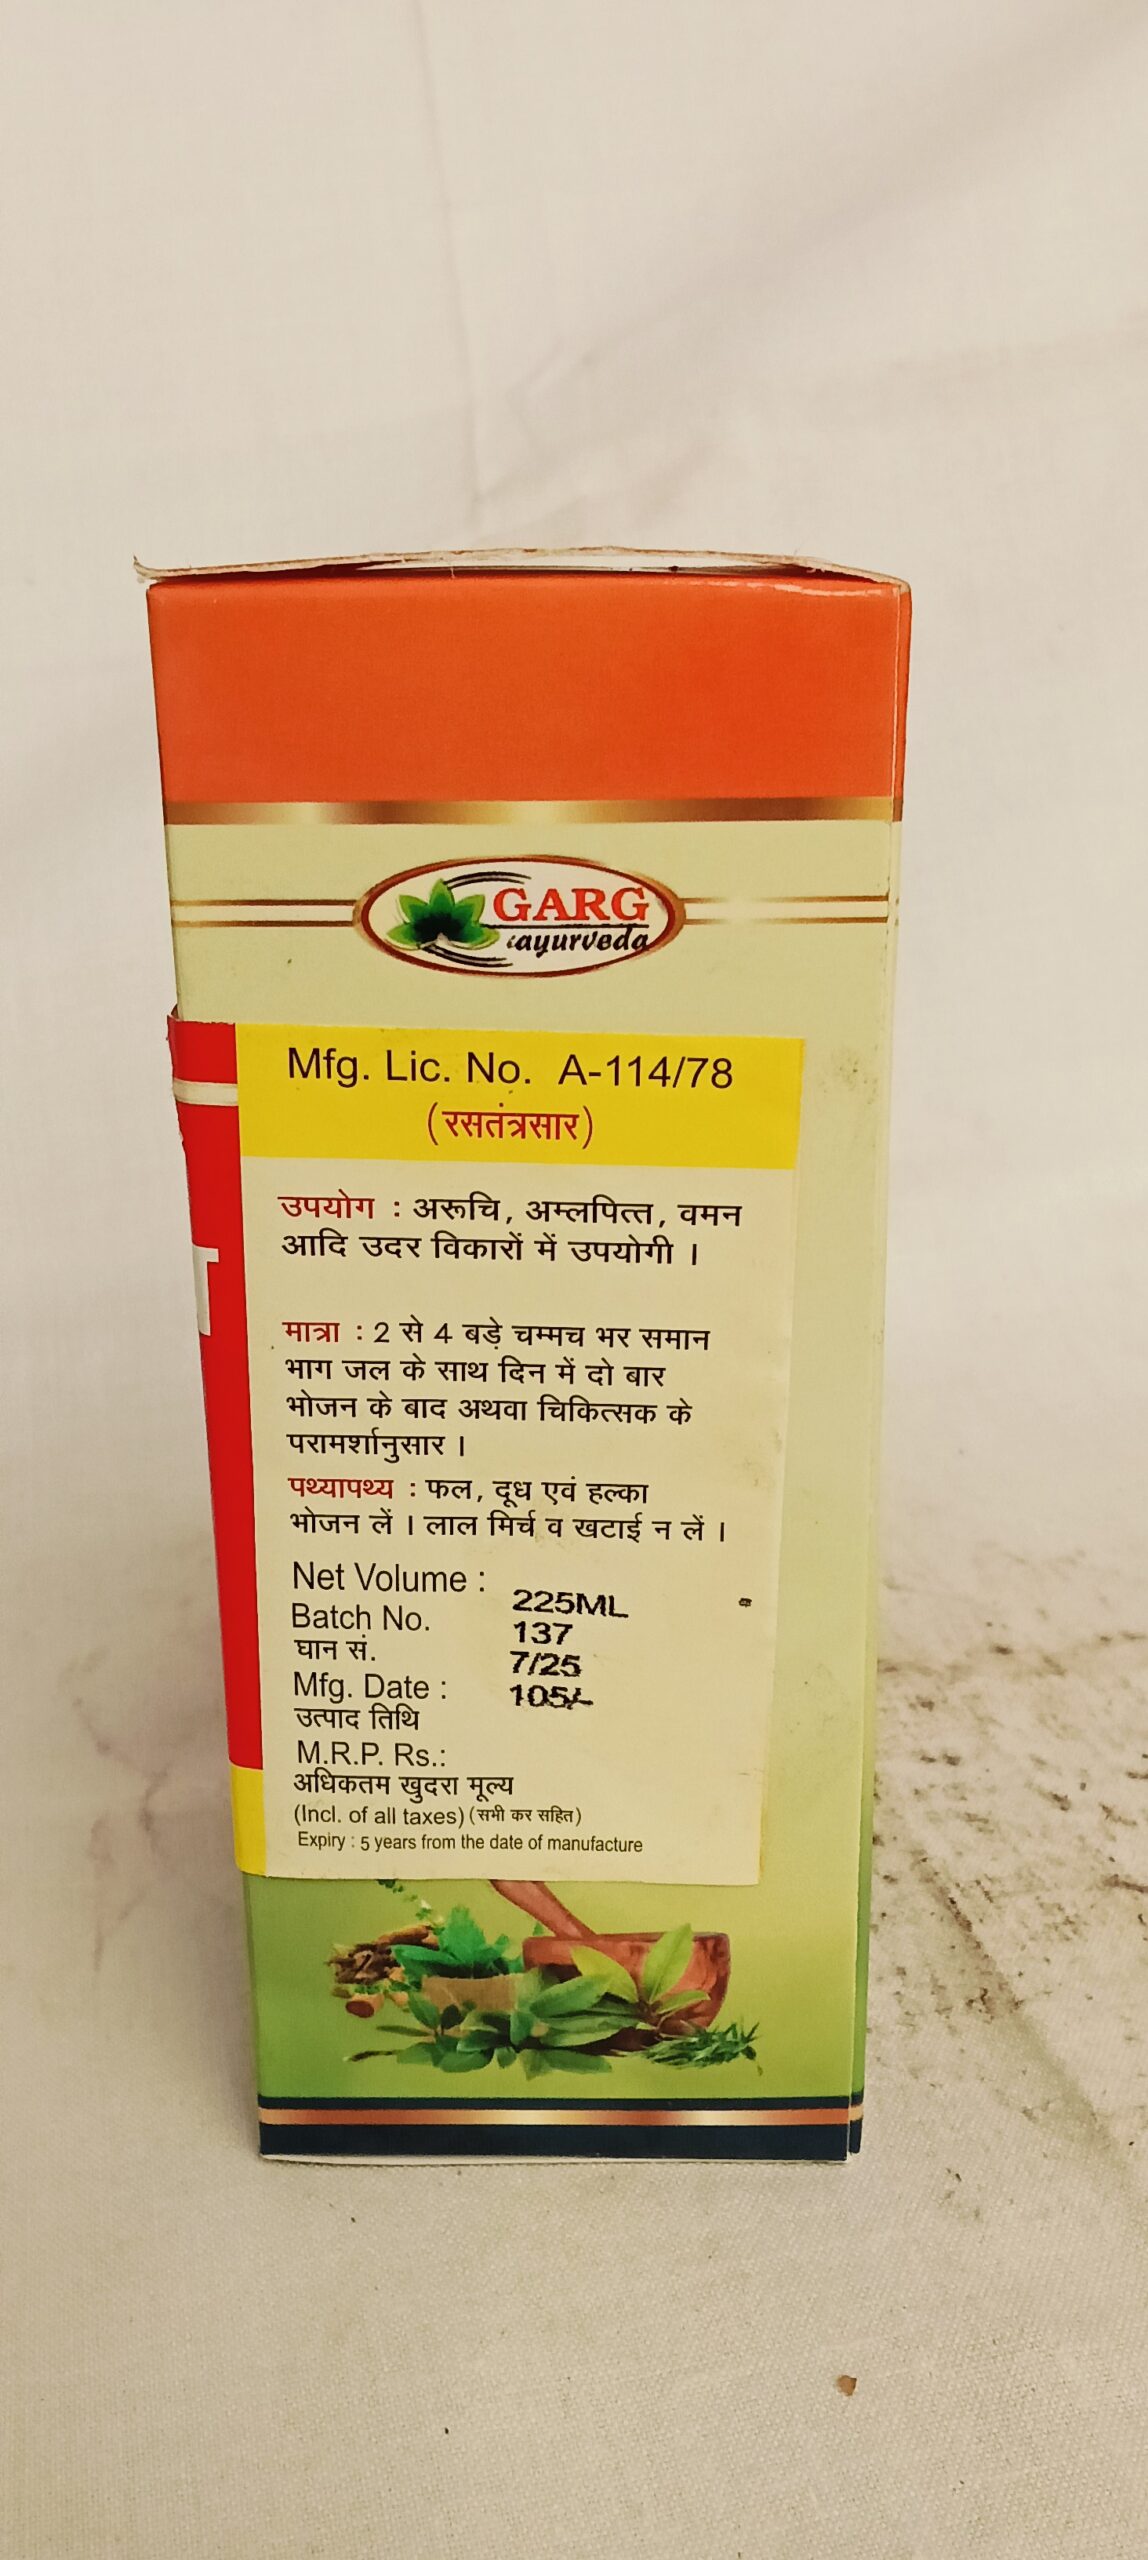 GARG
ayurveda
Mfg. Lic. No. A-114/78
(रसतंत्रसार)
उपयोग : अरूचि, अम्लपित्त, वमन
आदि उदर विकारों में उपयोगी ।
मात्रा : 2 से 4 बड़े चम्मच भर समान
भाग जल के साथ दिन में दो बार
भोजन के बाद अथवा चिकित्सक के
परामर्शानुसार ।
पथ्यापथ्य : फल, दूध एवं हल्का
भोजन लें । लाल मिर्च व खटाई न लें ।
Net Volume : 225ML
Batch No. 137
घान सं.
7/25
Mfg. Date :
105/-
उत्पाद तिथि
M.R.P. Rs.:
अधिकतम खुदरा मूल्य
(Incl. of all taxes) (सभी कर सहित)
Expiry : 5 years from the date of manufacture